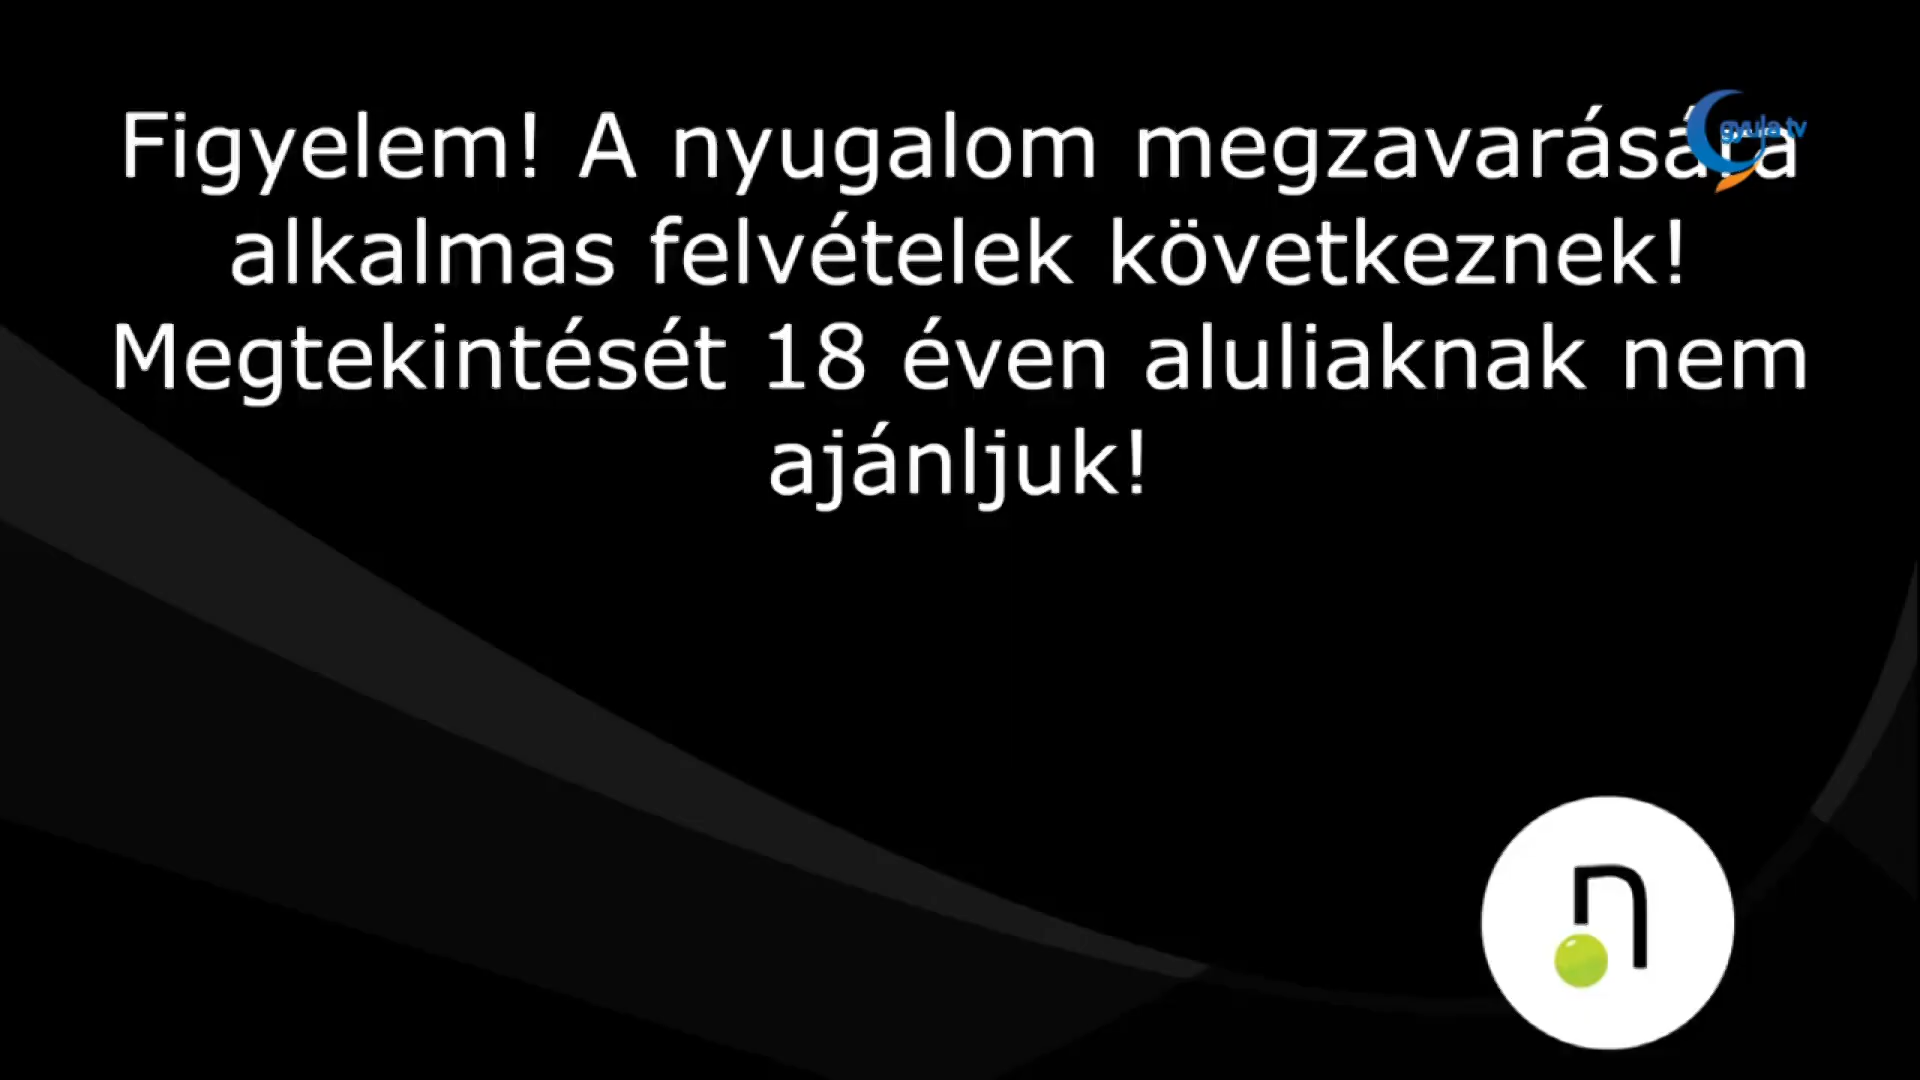 Figyelem! A nyugalom megzavarására
alkalmas felvételek következnek!
Megtekintését 18 éven aluliaknak nem
ajánljuk!
gyula tv